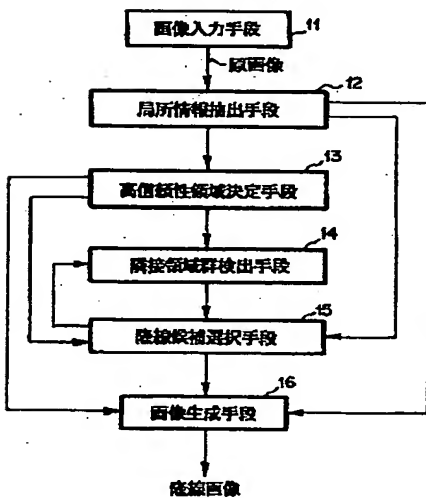 画像入力手段
11
原画像
12
局所情報抽出手段
13
高信頼性領域決定手段
14
隣接領域群検出手段
15
隆線候補選択手段
16
画像生成手段
隆線画像